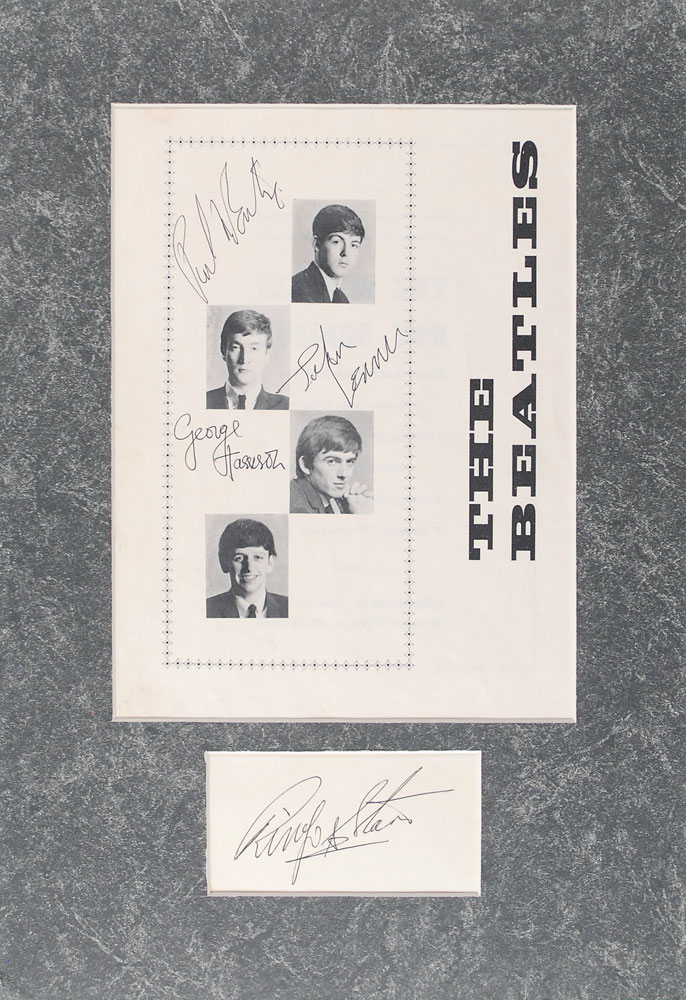 Paul McCartney
John
Lennon
George
Harrison
THE
BEATLES
Ringo Starr